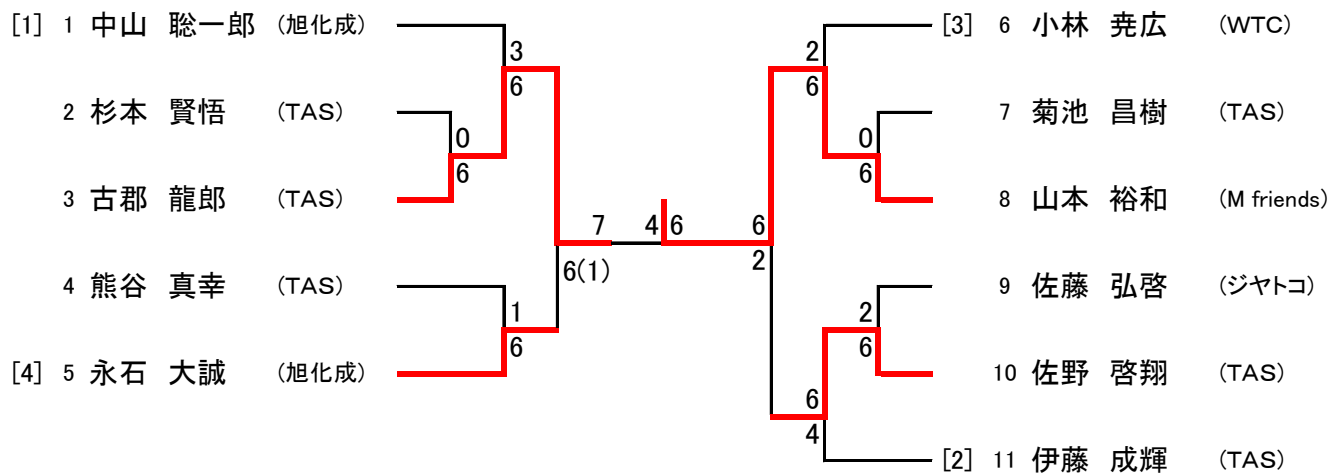 [1] 1 中山 聡一郎 (旭化成)
3
6
2 杉本 賢悟 (TAS)
0
6
3 古郡 龍郎 (TAS)
7
6(1)
4 熊谷 真幸 (TAS)
1
6
[4] 5 永石 大誠 (旭化成)
4 6
[3] 6 小林 尭広 (WTC)
2
6
7 菊池 昌樹 (TAS)
0
6
8 山本 裕和 (M friends)
6
2
9 佐藤 弘啓 (ジヤトコ)
2
6
10 佐野 啓翔 (TAS)
6
4
[2] 11 伊藤 成輝 (TAS)